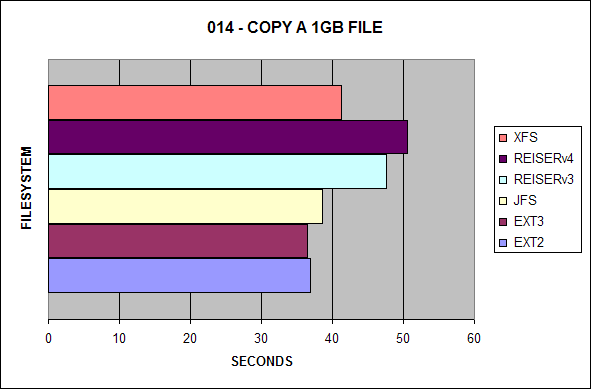 014 - COPY A 1GB FILE
FILESYSTEM
XFS
REISERv4
REISERv3
JFS
EXT3
EXT2
0 10 20 30 40 50 60
SECONDS